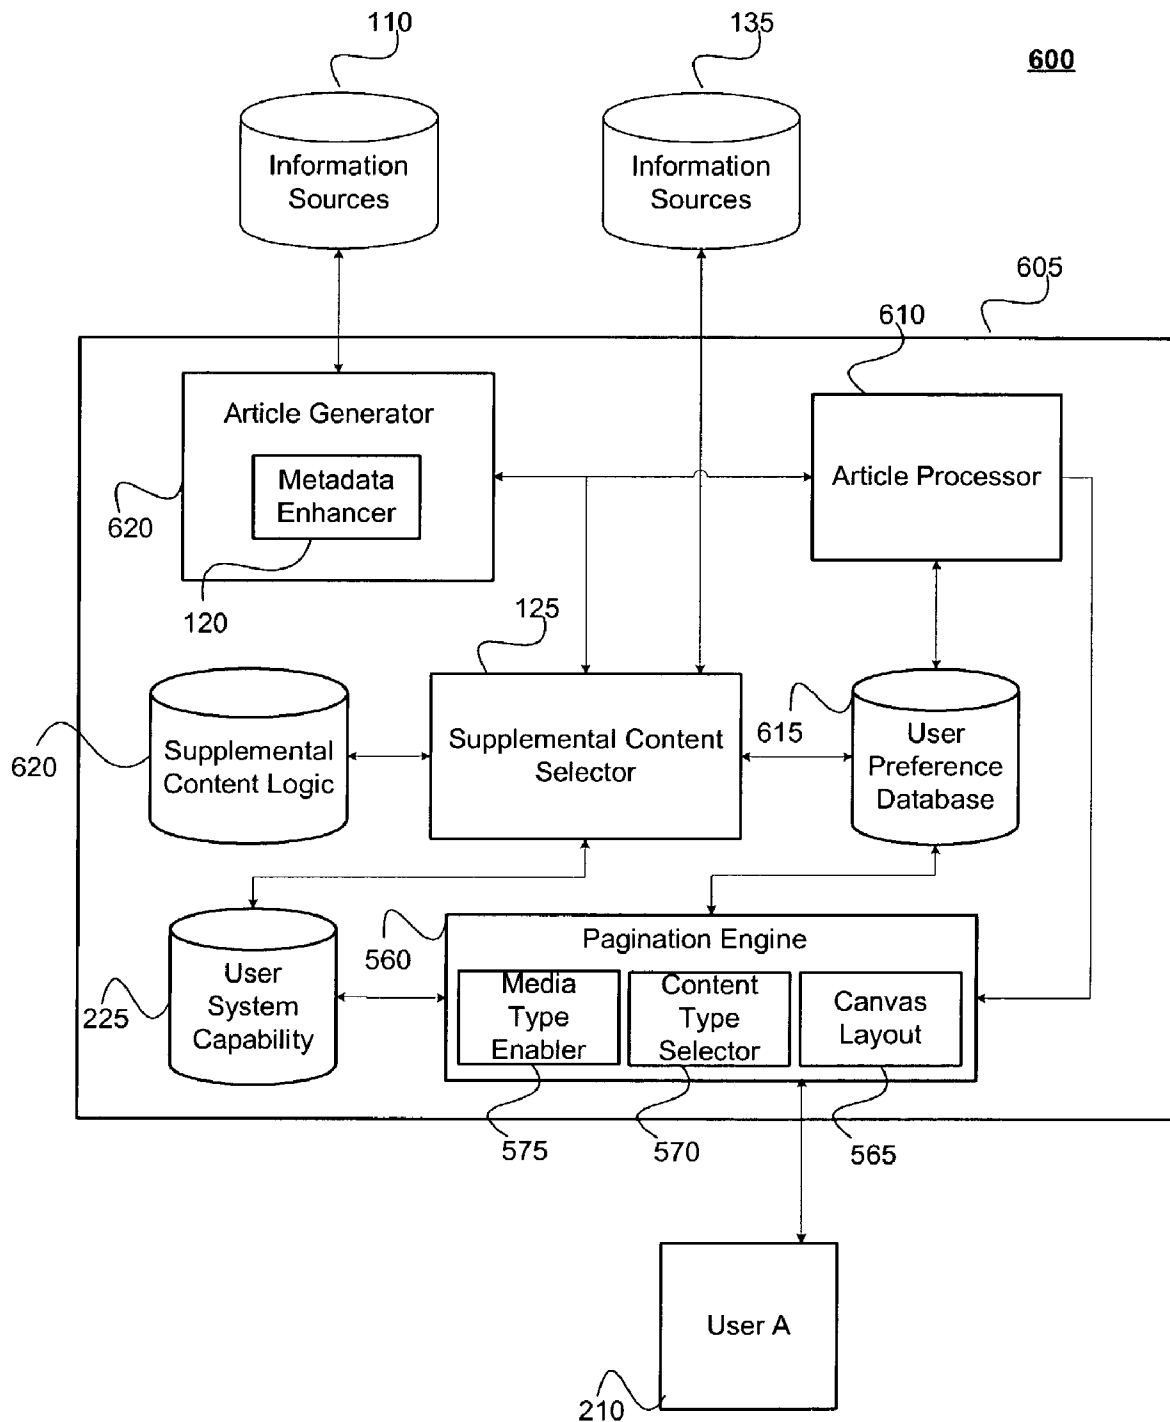 110
135
600
Information
Sources
Information
Sources
605
610
Article Generator
Metadada
Enhancer
Article Processor
620
120
125
Supplemental
Content Logic
620
Supplemental Content
Selector
615
User
Preference
Database
560
Pagination Engine
User
System
Capability
225
Media
Type
Enabler
Content
Type
Selector
Canvas
Layout
575
570
565
User A
210